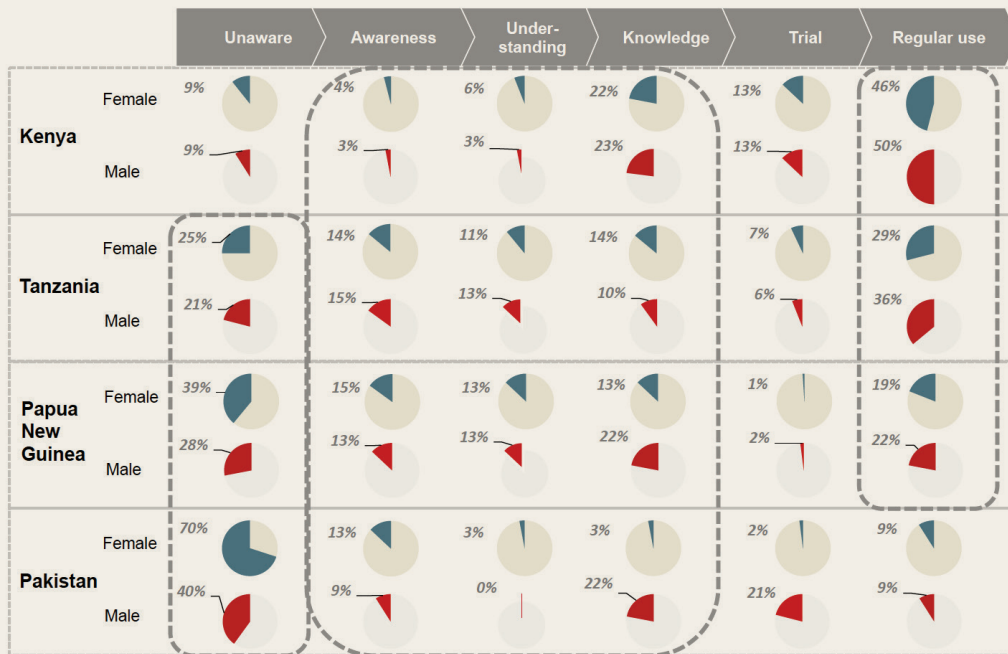 Unaware
Awareness
Under-
standing
Knowledge
Trial
Regular use
Kenya
Female
9%
4%
6%
22%
13%
46%
Male
9%
3%
3%
23%
13%
50%
Tanzania
Female
25%
14%
11%
14%
7%
29%
Male
21%
15%
13%
10%
6%
36%
Papua
New
Guinea
Female
39%
15%
13%
13%
1%
19%
Male
28%
13%
13%
22%
2%
22%
Pakistan
Female
70%
13%
3%
3%
2%
9%
Male
40%
9%
0%
22%
21%
9%